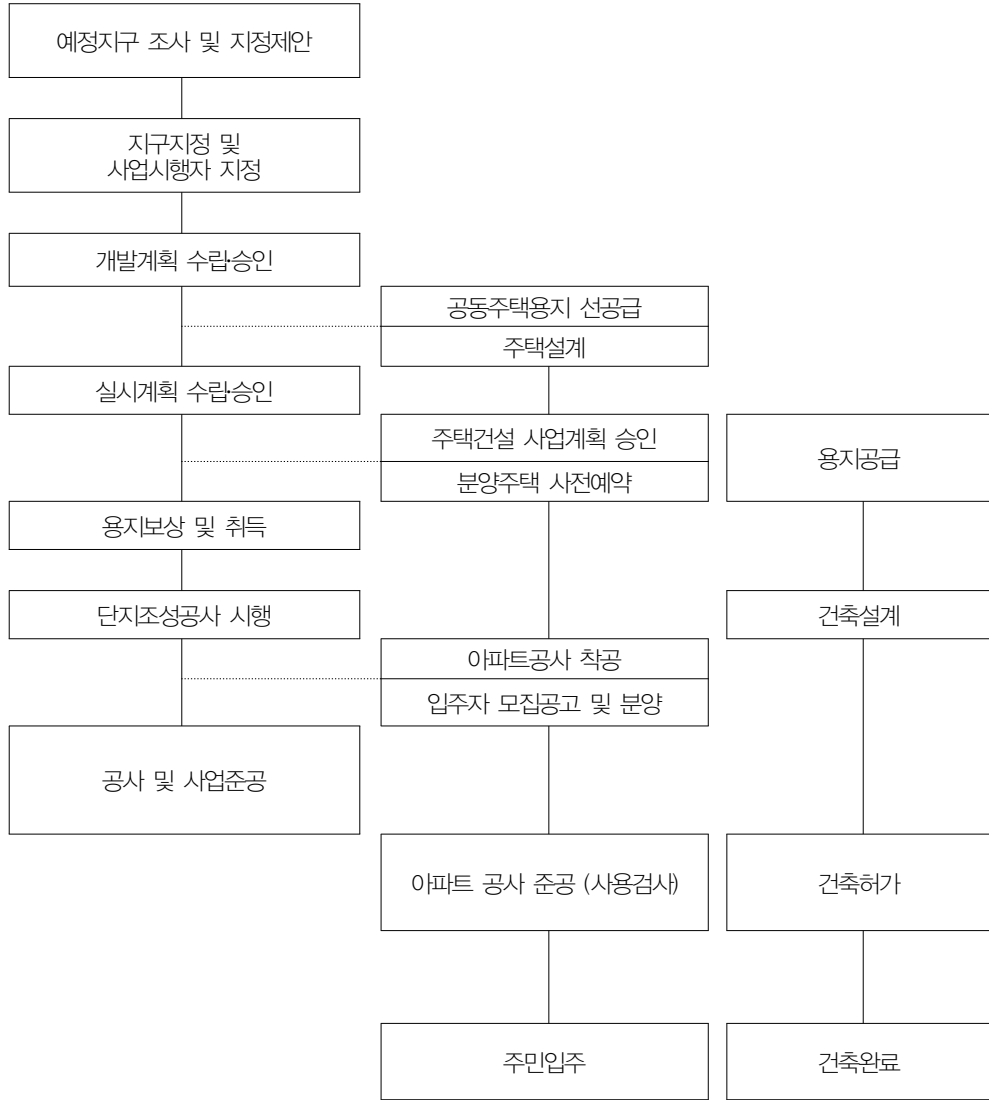 예정지구 조사 및 지정제안
지구지정 및
사업시행자 지정
개발계획 수립·승인
공동주택용지 선공급
주택설계
실시계획 수립·승인
주택건설 사업계획 승인
분양주택 사전예약
용지공급
용지보상 및 취득
단지조성공사 시행
건축설계
아파트공사 착공
입주자 모집공고 및 분양
공사 및 사업준공
아파트 공사 준공 (사용검사)
건축허가
주민입주
건축완료